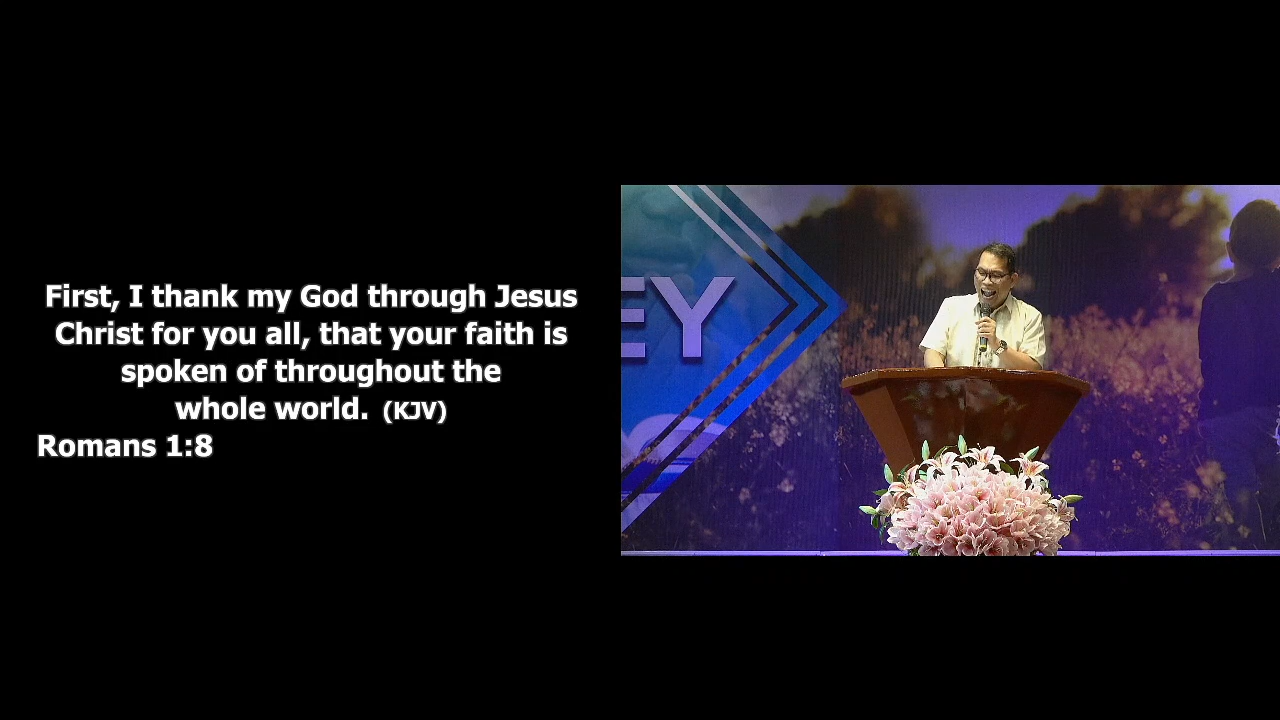 First, I thank my God through Jesus
Christ for you all, that your faith is
spoken of throughout the
whole world. (KJV)
Romans 1:8
EY